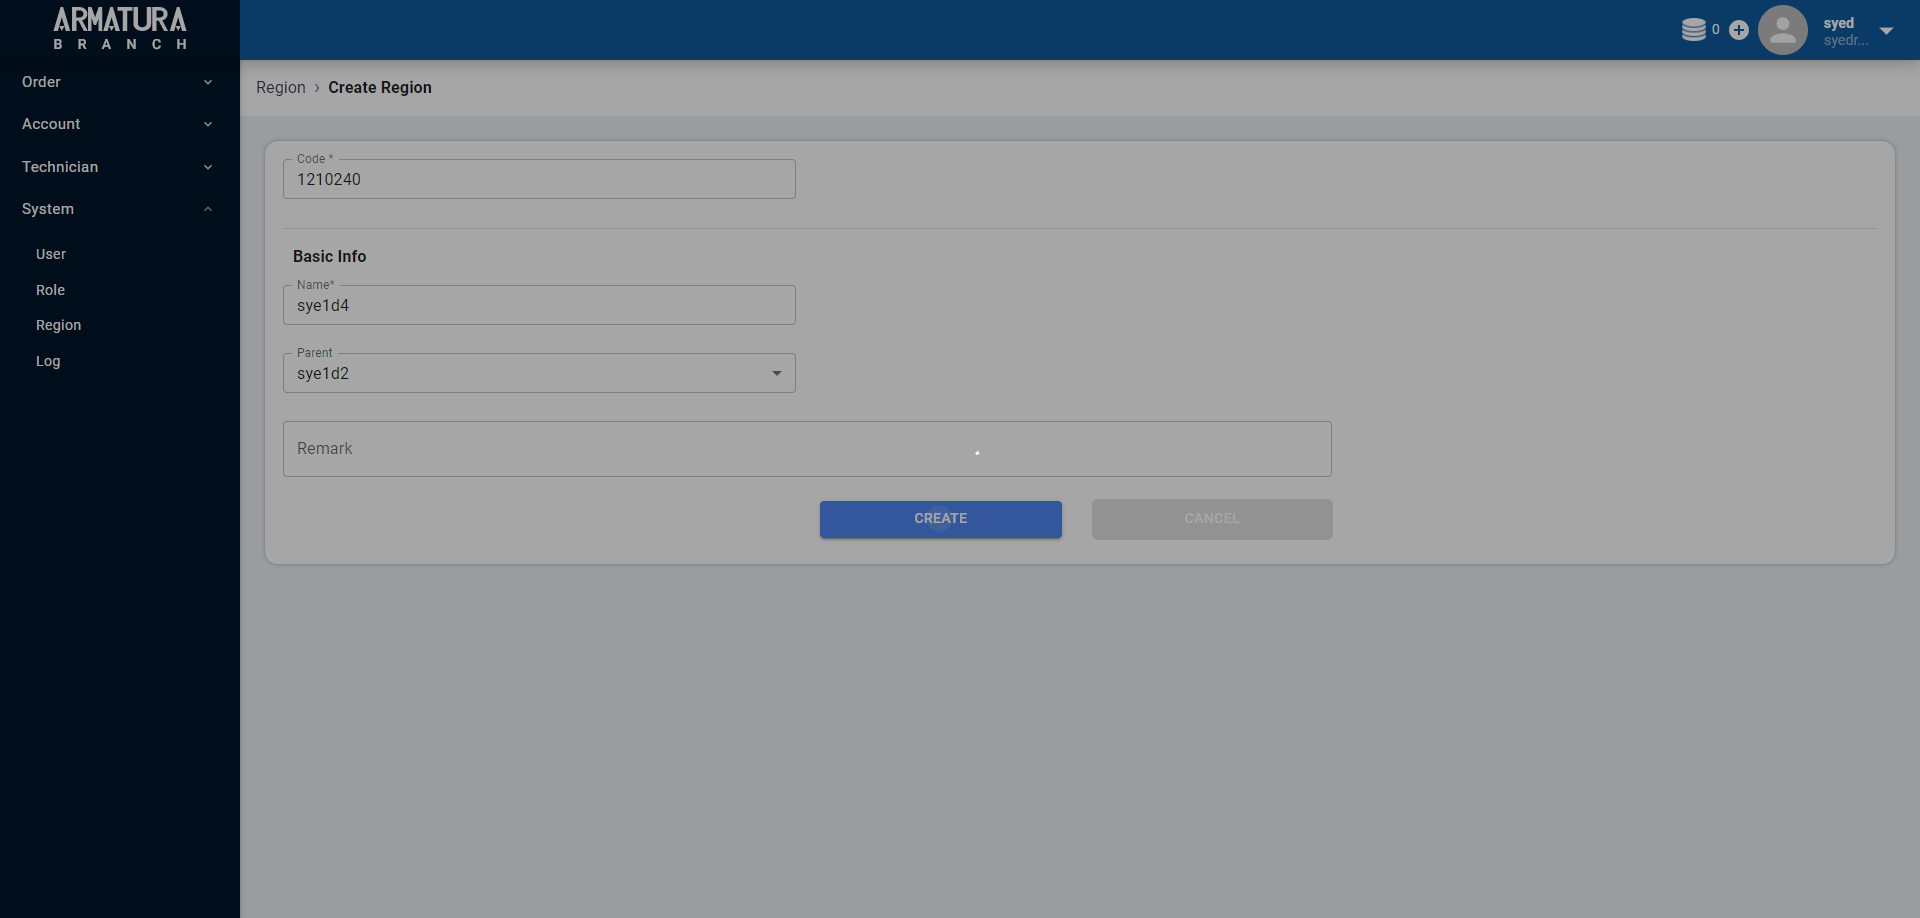 ARMATURA
BRANCH
0
syed
syedr...
Order
Account
Technician
System
User
Role
Region
Log
Region › Create Region
Code *
1210240
Basic Info
Name*
sye1d4
Parent
sye1d2
Remark
CREATE
CANCEL